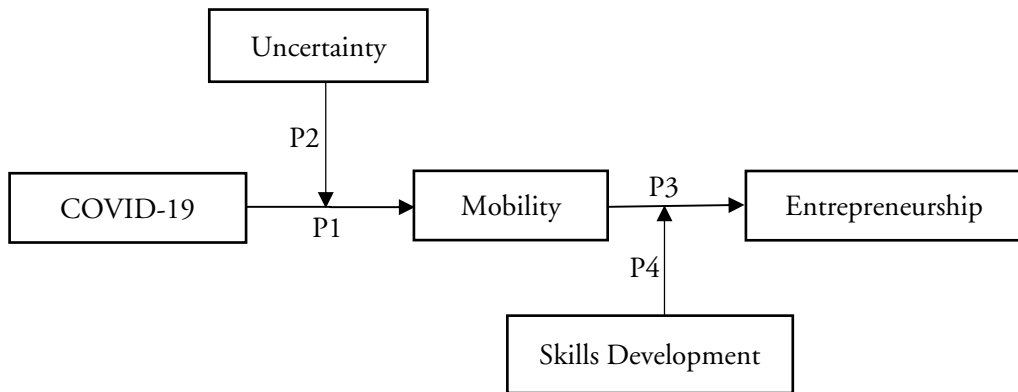 Uncertainty
P2
COVID-19
P1
Mobility
P3
Entrepreneurship
P4
Skills Development